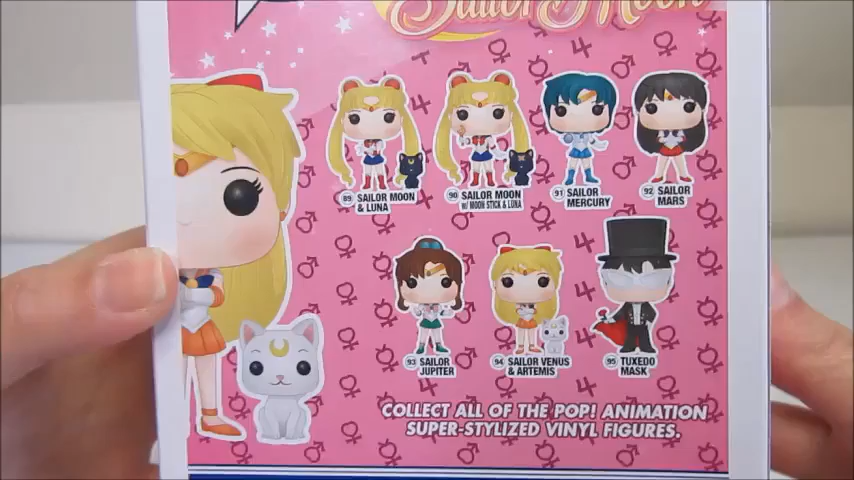 Sailor Moon
89 SAILOR MOON
& LUNA
90 SAILOR MOON
W/ MOON STICK & LUNA
91 SAILOR
MERCURY
92 SAILOR
MARS
93 SAILOR
JUPITER
94 SAILOR VENUS
& ARTEMIS
95 TUXEDO
MASK
COLLECT ALL OF THE POP! ANIMATION
SUPER-STYLIZED VINYL FIGURES.